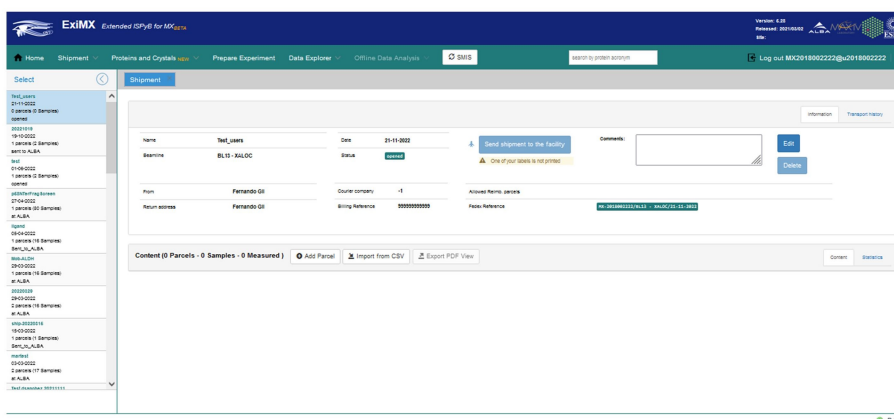 ExiMX Extended ISPyB for MX BETA
Version: 6.20
Released: 2021/03/02
Site:
ALBA MAXIV ES
Home Shipment Proteins and Crystals NEW Prepare Experiment Data Explorer Offline Data Analysis SMIS search by protein acronym Log out MX2018002222@u2018002222
Select
Shipment
Test_users
21-11-2022
0 parcels (0 Samples)
opened
20221019
19-10-2022
1 parcels (2 Samples)
sent to ALBA
test
01-06-2022
1 parcels (2 Samples)
opened
27-04-2022
1 parcels (30 Samples)
at ALBA
ligand
05-04-2022
1 parcels (16 Samples)
Sent_to_ALBA
Mab-ALDH
29-03-2022
1 parcels (16 Samples)
at ALBA
20220329
29-03-2022
2 parcels (16 Samples)
at ALBA
ship-20220316
16-03-2022
1 parcels (1 Samples)
Sent_to_ALBA
martest
03-03-2022
2 parcels (17 Samples)
at ALBA
Information Transport history
Name Test_users Date 21-11-2022 Send shipment to the facility Comments: Edit
Beamline BL13 - XALOC Status opened One of your labels is not printed Delete
From Fernando Gil Courier company -1 Allowed Reimb. parcels
Return address Fernando Gil Billing Reference 999999999999 Fedex Reference MX-2018002222/BL13 - XALOC/21-11-2022
Content (0 Parcels - 0 Samples - 0 Measured ) Add Parcel Import from CSV Export PDF View Content Statistics